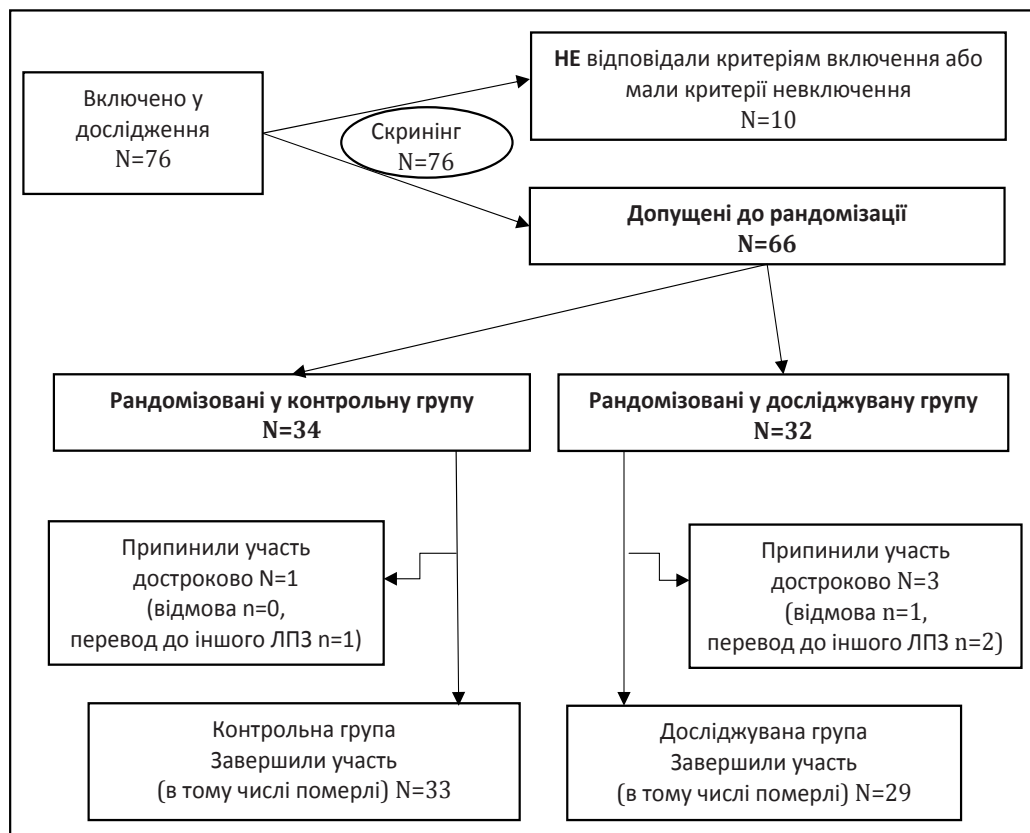 Включено у
дослідження
N=76
НЕ відповідали критеріям включення або
мали критерії невключення
N=10
Скринінг
N=76
Допущені до рандомізації
N=66
Рандомізовані у контрольну групу
N=34
Рандомізовані у досліджувану групу
N=32
Припинили участь
достроково N=1
(відмова n=0,
перевод до іншого ЛПЗ n=1)
Припинили участь
достроково N=3
(відмова n=1,
перевод до іншого ЛПЗ n=2)
Контрольна група
Завершили участь
(в тому числі померлі) N=33
Досліджувана група
Завершили участь
(в тому числі померлі) N=29